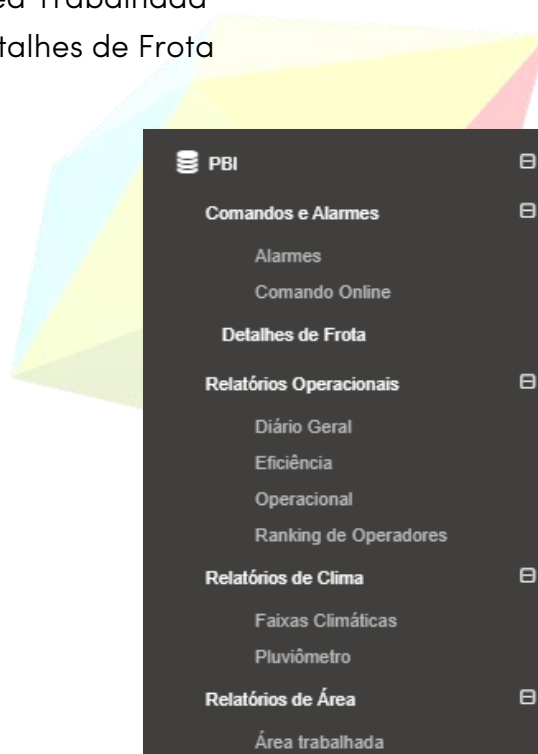 Trabalhada
talhes de Frota
PBI
Comandos e Alarmes
Alarmes
Comando Online
Detalhes de Frota
Relatórios Operacionais
Diário Geral
Eficiência
Operacional
Ranking de Operadores
Relatórios de Clima
Faixas Climáticas
Pluviômetro
Relatórios de Área
Área trabalhada